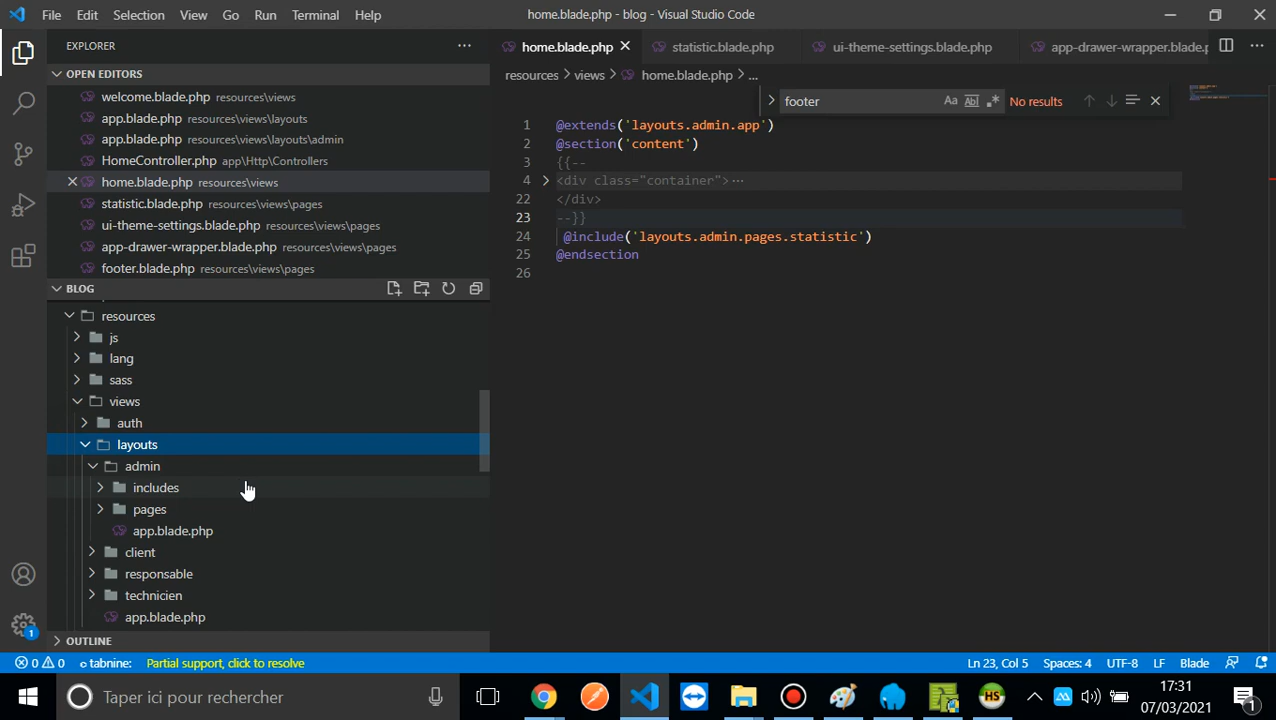 File Edit Selection View Go Run Terminal Help home.blade.php - blog - Visual Studio Code
EXPLORER
OPEN EDITORS
welcome.blade.php resources\views
app.blade.php resources\views\layouts
app.blade.php resources\views\layouts\admin
HomeController.php app\Http\Controllers
home.blade.php resources\views
statistic.blade.php resources\views\pages
ui-theme-settings.blade.php resources\views\pages
app-drawer-wrapper.blade.php resources\views\pages
footer.blade.php resources\views\pages
BLOG
resources
js
lang
sass
views
auth
layouts
admin
includes
pages
app.blade.php
client
responsable
technicien
app.blade.php
OUTLINE
home.blade.php statistic.blade.php ui-theme-settings.blade.php app-drawer-wrapper.blade.p
resources > views > home.blade.php > ...
footer Aa Abl .* No results
1 @extends('layouts.admin.app')
2 @section('content')
3 {{--
4 <div class="container">…
22 </div>
23 --}}
24 @include('layouts.admin.pages.statistic')
25 @endsection
26
0 0 tabnine: Partial support, click to resolve Ln 23, Col 5 Spaces: 4 UTF-8 LF Blade
1
Taper ici pour rechercher
HS
17:31
07/03/2021
1